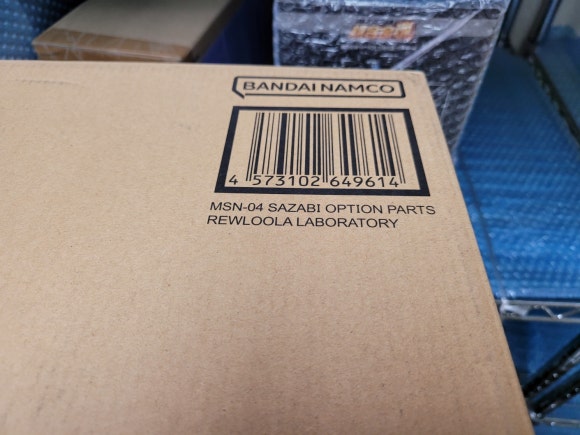 BANDAI NAMCO
4 573102 649614
MSN-04 SAZABI OPTION PARTS
REWLOOLA LABORATORY